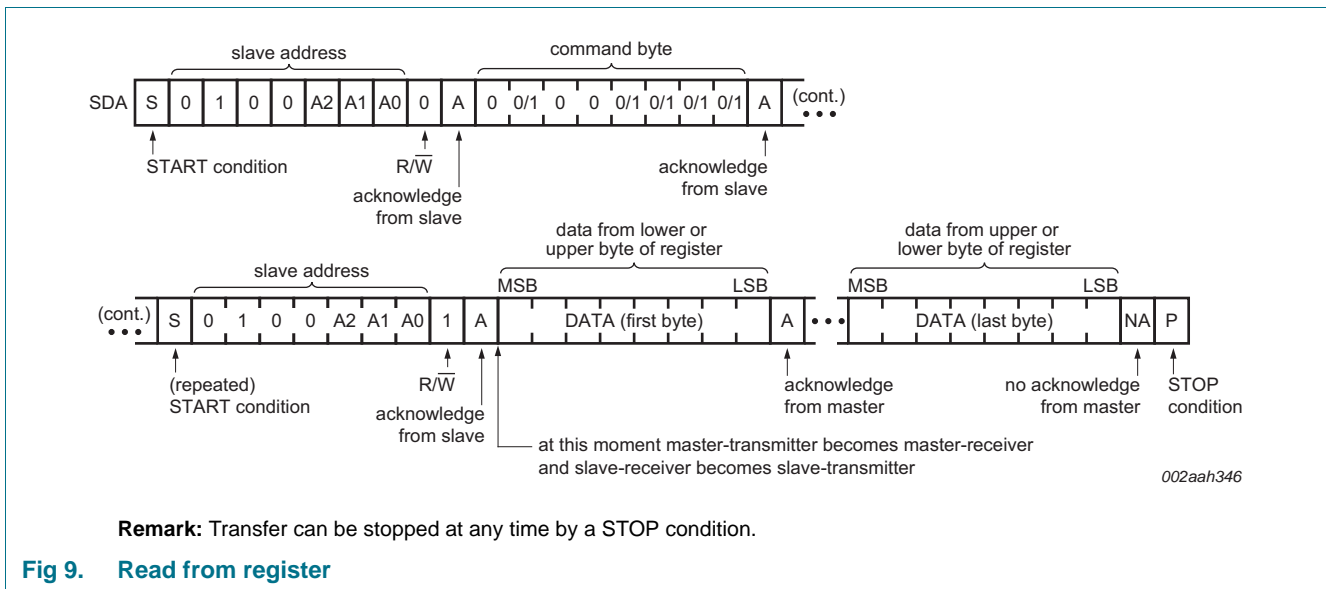 slave address command byte
SDA S 0 1 0 0 A2 A1 A0 0 A 0 0/1 0 0 0/1 0/1 0/1 0/1 A (cont.)
START condition R/W acknowledge
from slave acknowledge
from slave
data from lower or
upper byte of register data from upper or
lower byte of register
slave address MSB LSB MSB LSB
(cont.) S 0 1 0 0 A2 A1 A0 1 A DATA (first byte) A DATA (last byte) NA P
(repeated)
START condition R/W acknowledge
from slave acknowledge
from master no acknowledge
from master STOP
condition
at this moment master-transmitter becomes master-receiver
and slave-receiver becomes slave-transmitter
002aah346
Remark: Transfer can be stopped at any time by a STOP condition.
Fig 9. Read from register